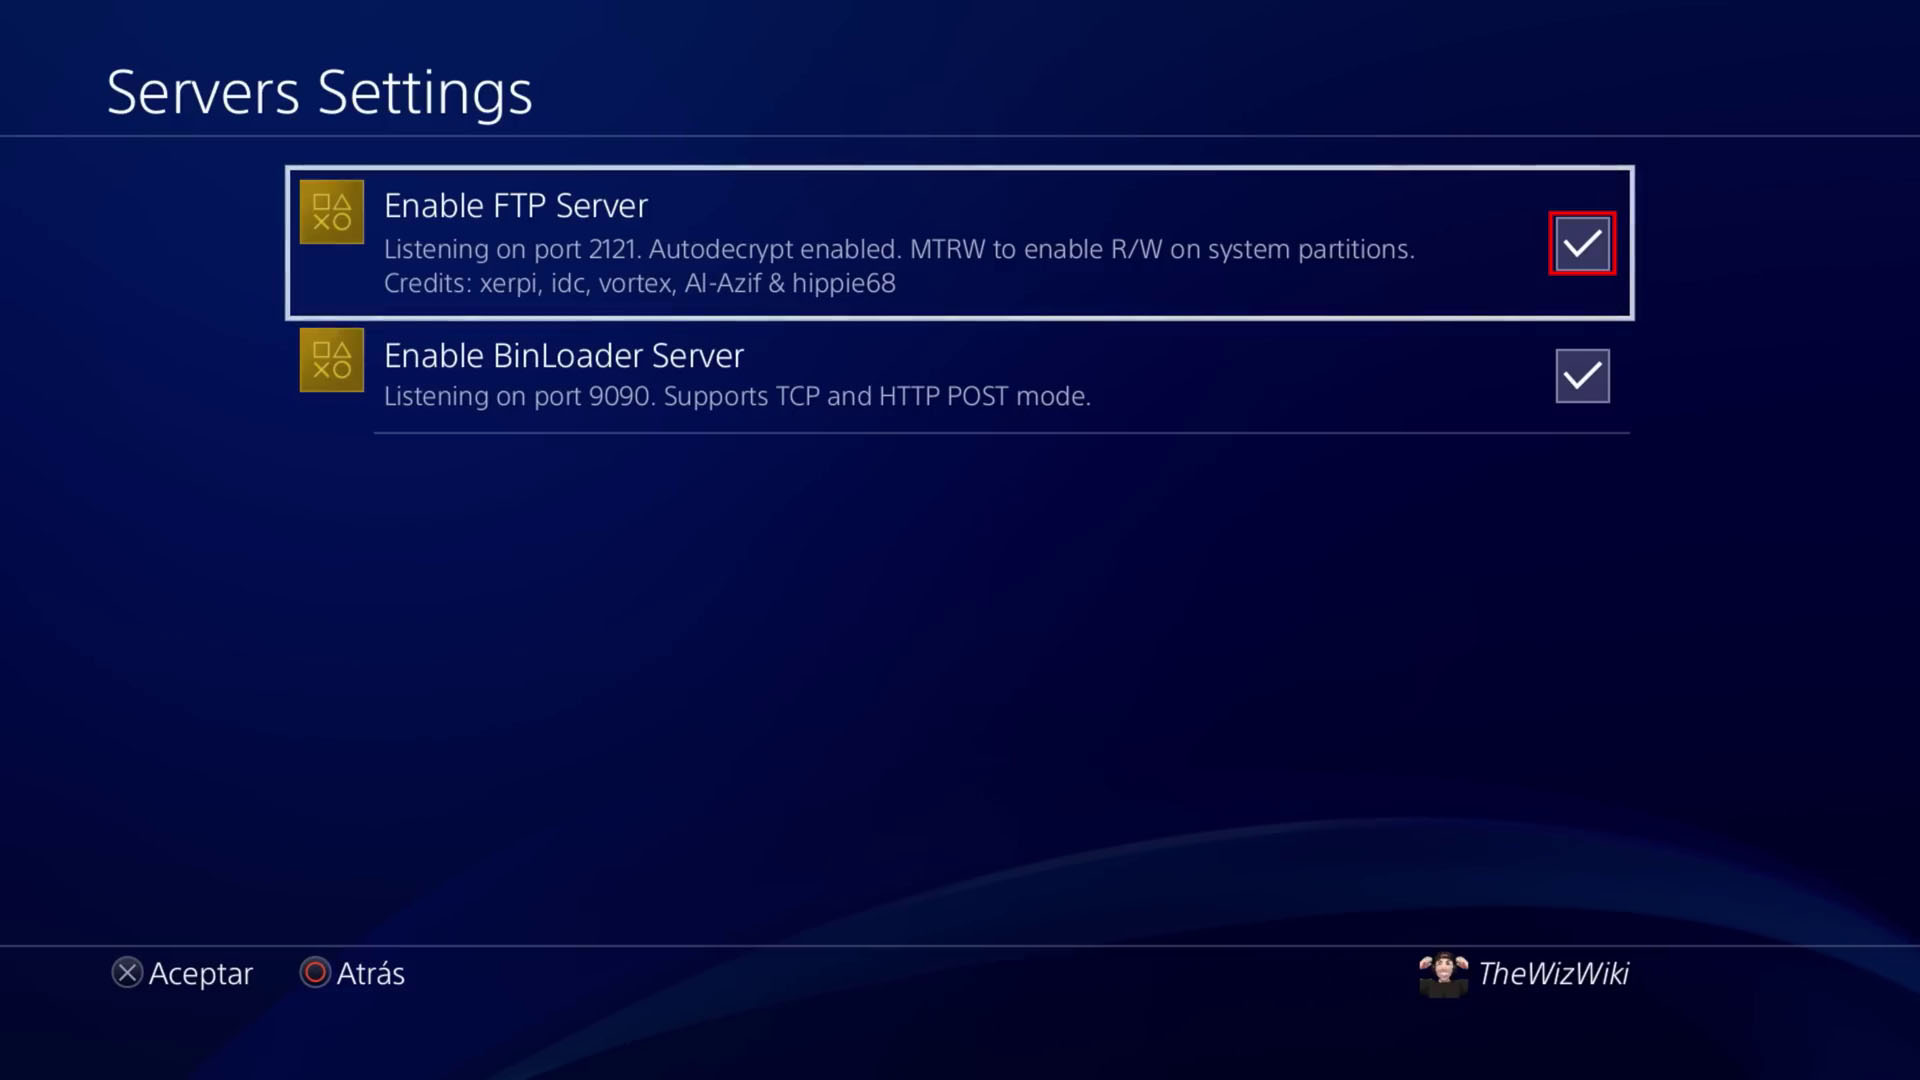 Servers Settings
Enable FTP Server
Listening on port 2121. Autodecrypt enabled. MTRW to enable R/W on system partitions.
Credits: xerpi, idc, vortex, Al-Azif & hippie68
Enable BinLoader Server
Listening on port 9090. Supports TCP and HTTP POST mode.
Aceptar Atrás TheWizWiki